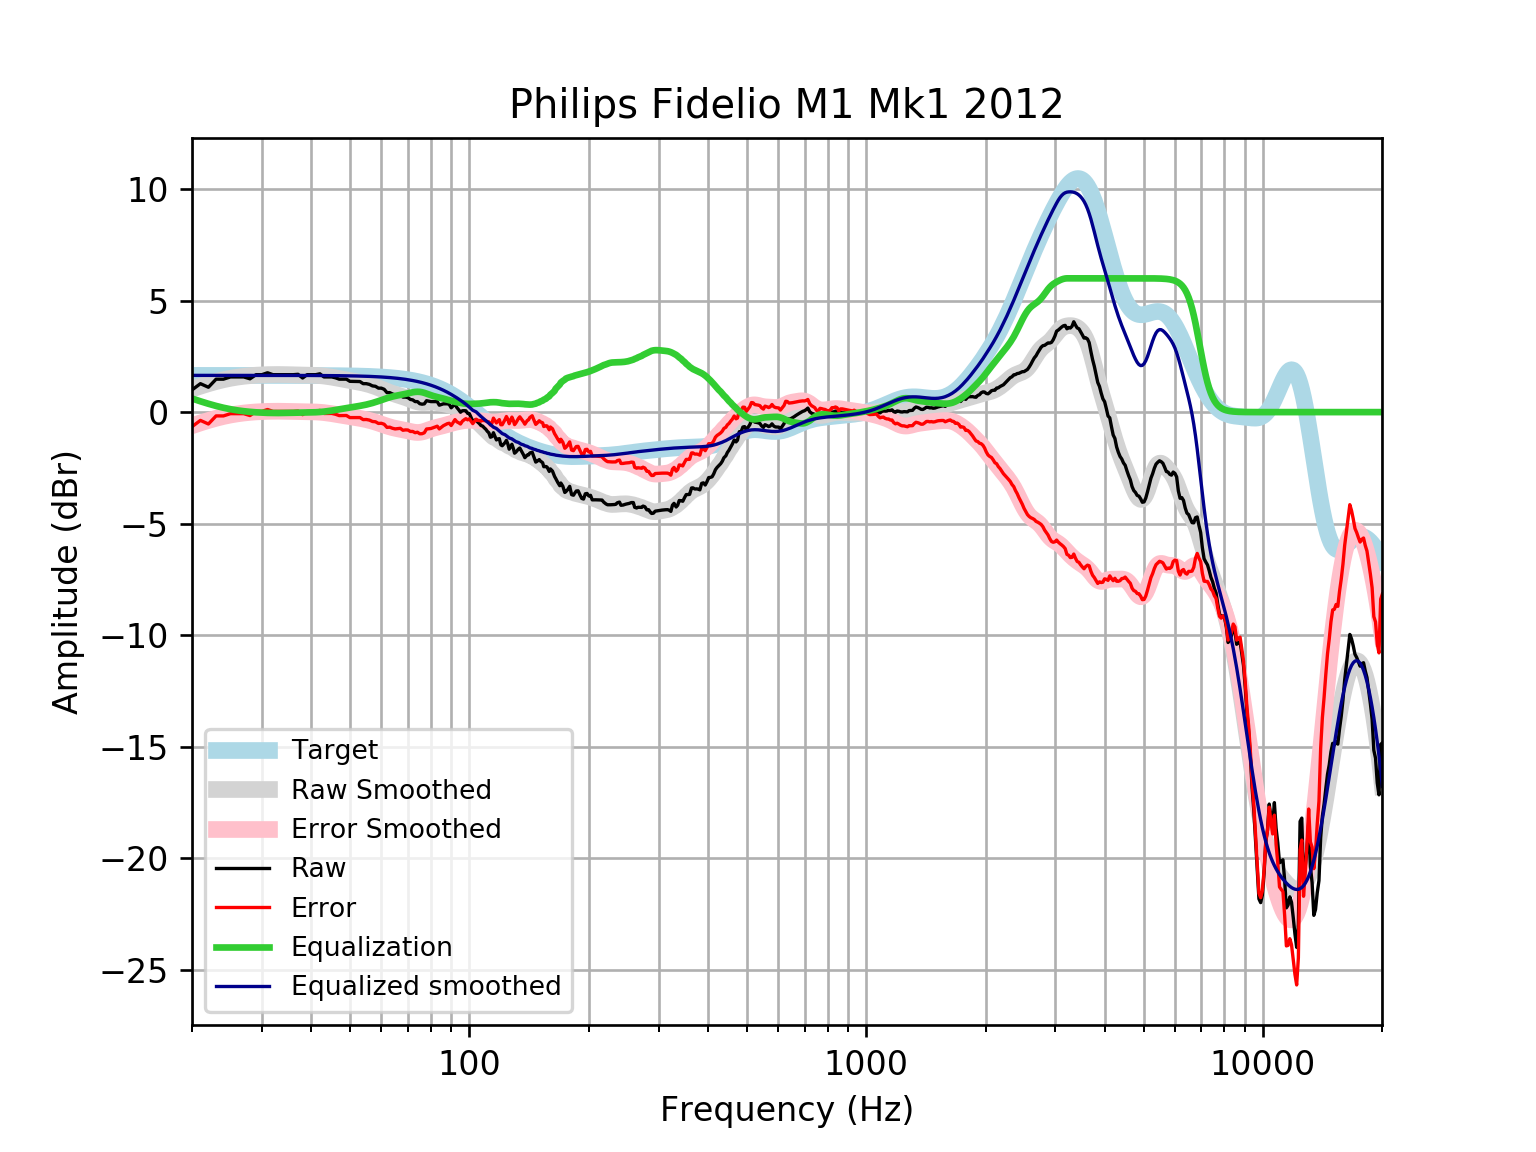 Philips Fidelio M1 Mk1 2012
10
5
0
−5
−10
−15
−20
−25
Amplitude (dBr)
Target
Raw Smoothed
Error Smoothed
Raw
Error
Equalization
Equalized smoothed
100 1000 10000
Frequency (Hz)